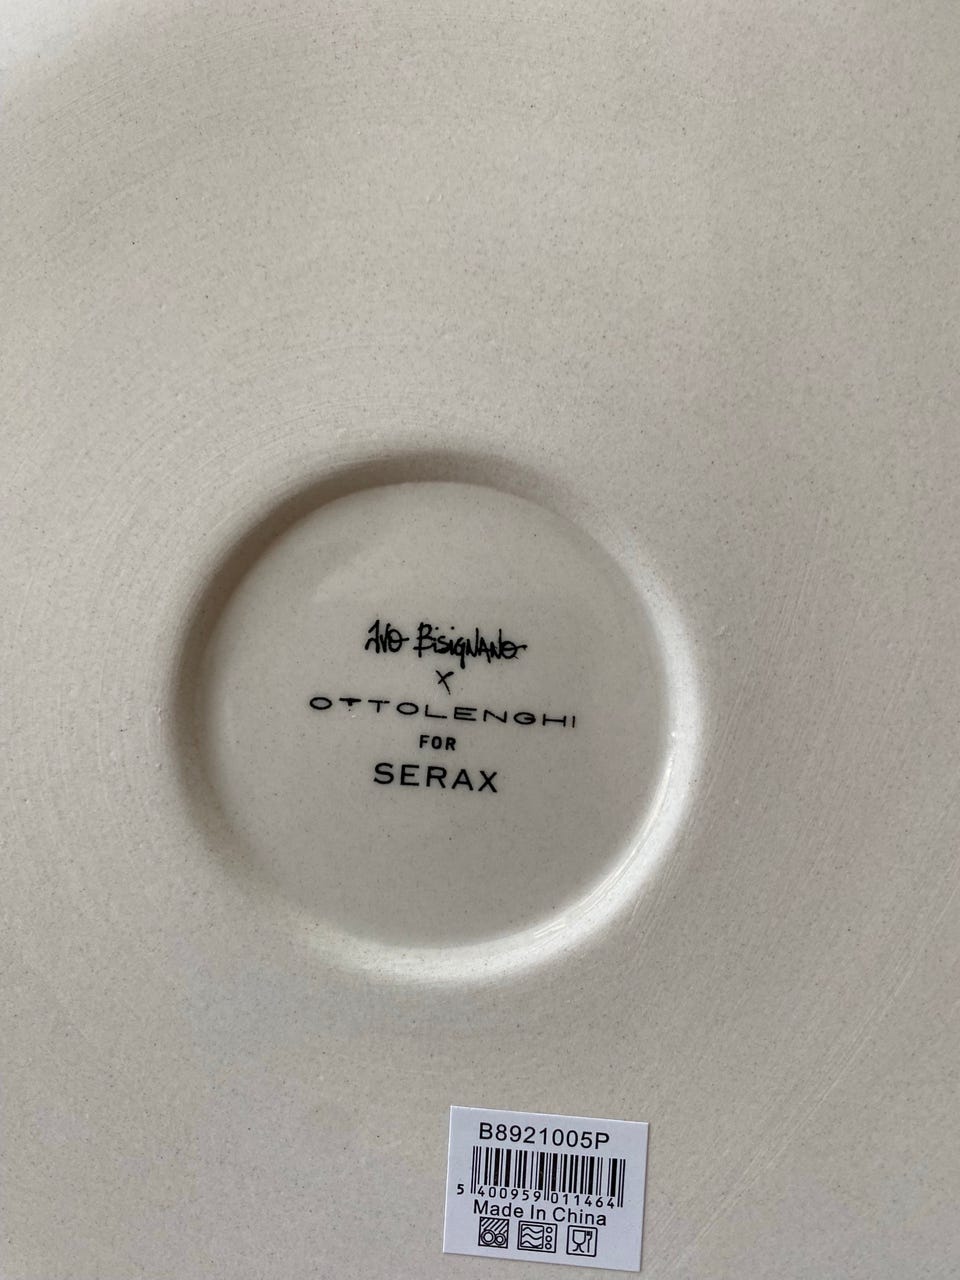 Ivo Bisignano
X
OTTOLENGHI
FOR
SERAX
B8921005P
5 400959 011464
Made In China